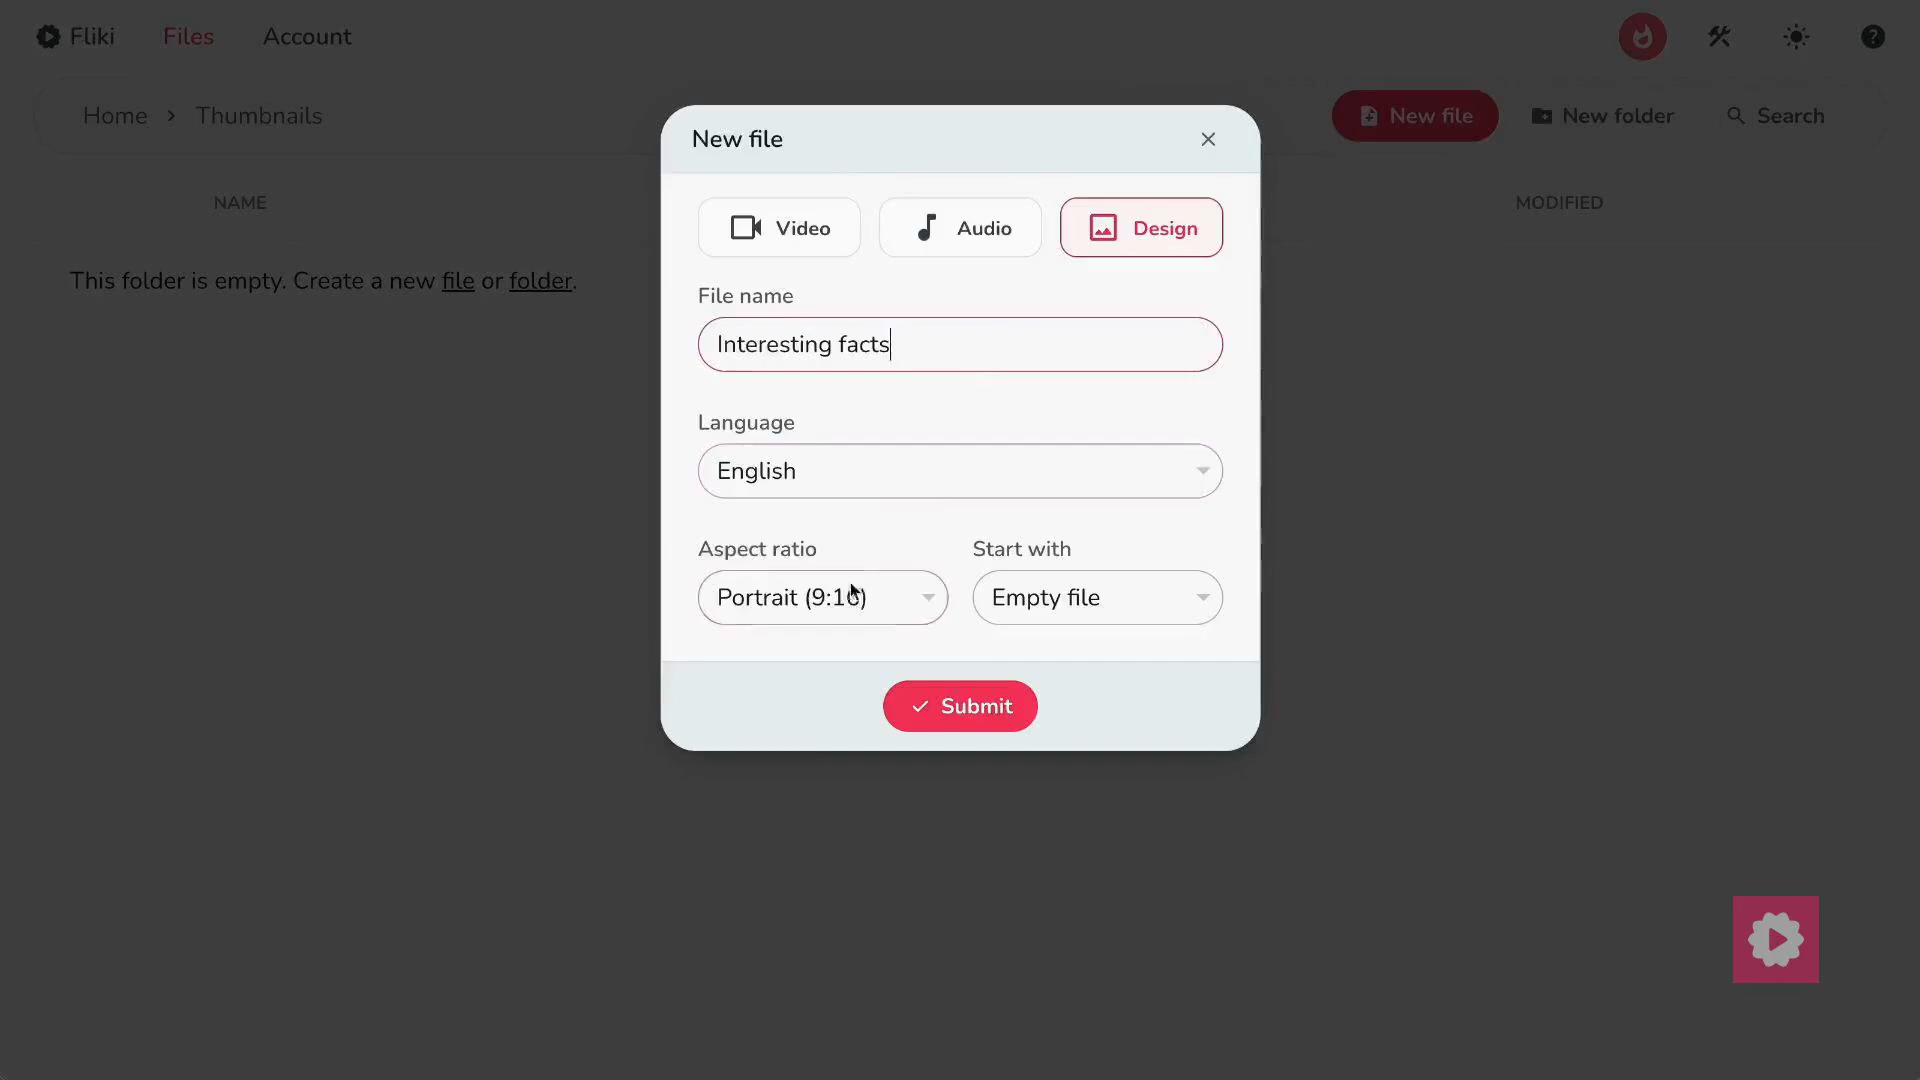 Fliki Files Account
Home > Thumbnails New file New folder Search
NAME MODIFIED
This folder is empty. Create a new file or folder.
New file
Video Audio Design
File name
Interesting facts
Language
English
Aspect ratio Start with
Portrait (9:16) Empty file
Submit